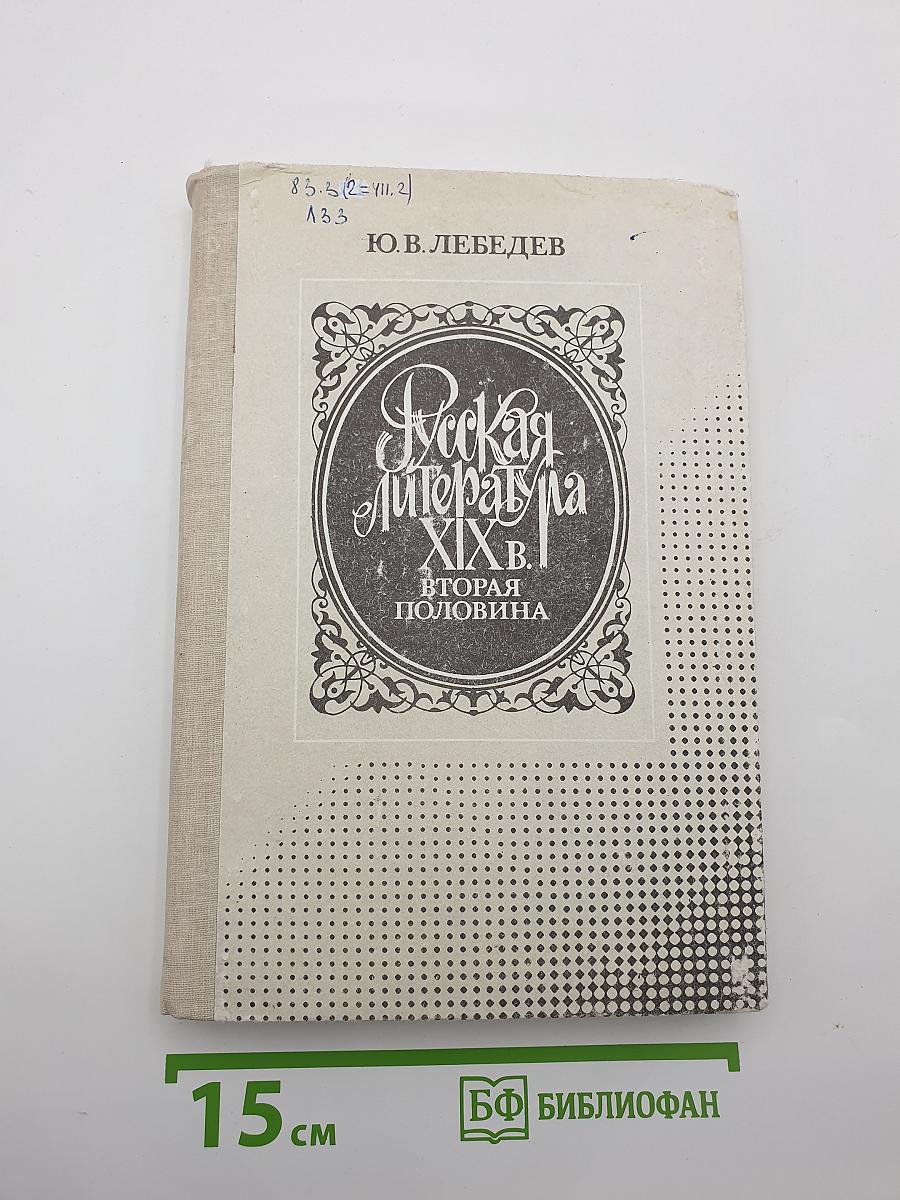 83.3(2=411.2)
Л33
Ю.В.ЛЕБЕДЕВ
Русская
литература
XIX В.
ВТОРАЯ
ПОЛОВИНА
15 см
БФ БИБЛИОФАН